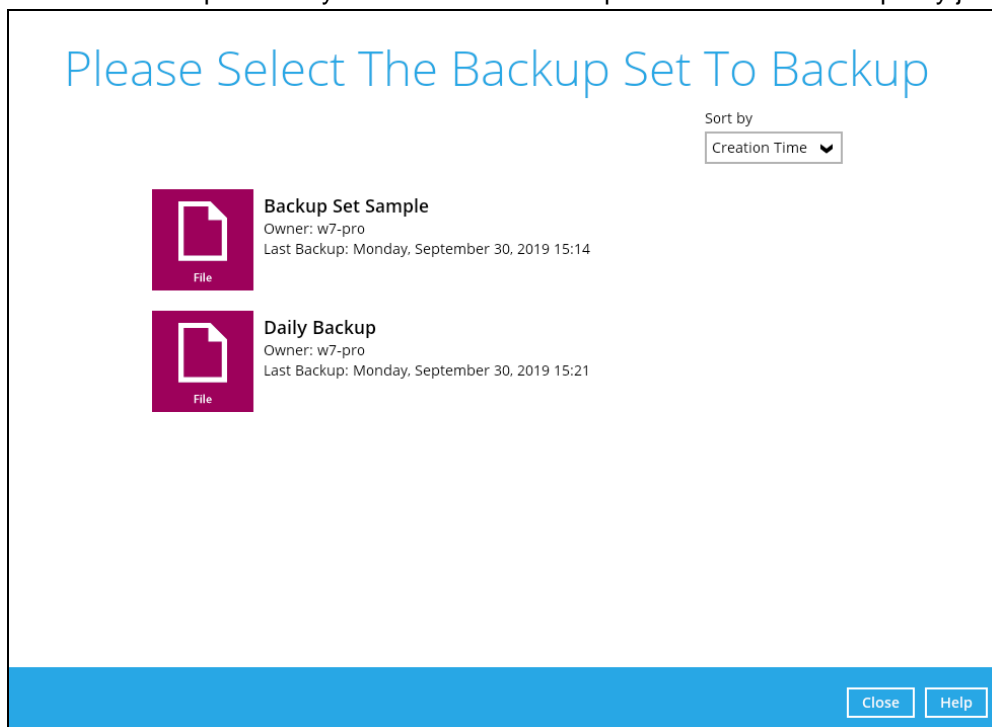 Please Select The Backup Set To Backup
Sort by
Creation Time
Backup Set Sample
Owner: w7-pro
Last Backup: Monday, September 30, 2019 15:14
File
Daily Backup
Owner: w7-pro
Last Backup: Monday, September 30, 2019 15:21
File
Close Help